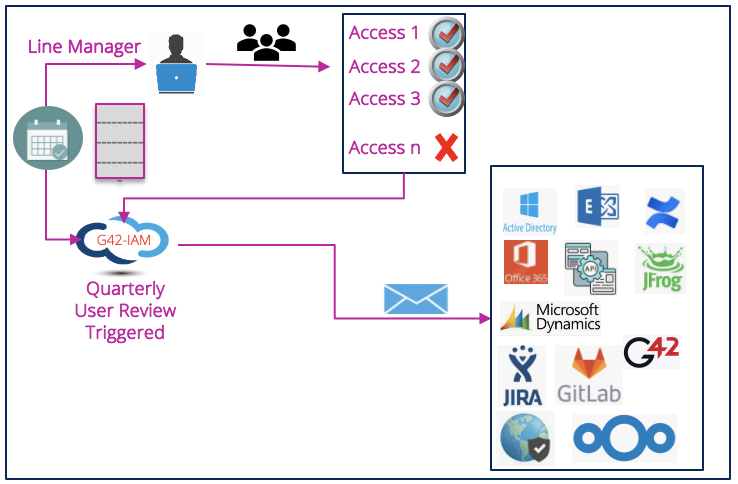 Line Manager
Access 1
Access 2
Access 3
Access n
G42-IAM
Quarterly
User Review
Triggered
Active Directory
E
Office 365
API
JFrog
Microsoft
Dynamics
G42
JIRA
GitLab